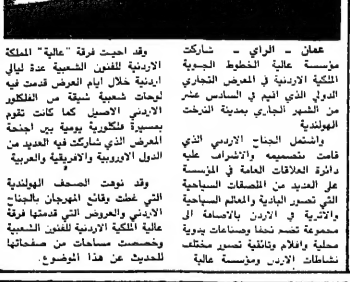 عمان - الراي - شاركت
مؤسسة عالية الخطوط الجوية
الملكية الاردنية في المعرض التجاري
الدولي الذي اقيم في السادس عشر
من الشهر الجاري بمدينة
الهولندية
واشتمل الجناح الاردني الذي
قامت بتصميمه والاشراف عليه
دائرة العلاقات العامة في المؤسسة
على العديد من الملصقات السياحية
التي تصور البادية والمعالم السياحية
والاثرية في الاردن بالاضافة الى
مجموعة تضم تحفا وصناعات يدوية
محلية وافلام وثائقية تصور مختلف
نشاطات الاردن ومؤسسة عالية
وقد احيت فرقة "عالية" الملكة
الاردنية للفنون الشعبية عدة ليالي
اردنية خلال ايام العرض قدمت فيه
لوحات شعبية شيقة من الفلكلور
الاردني الاصيل كما كانت تقوم
بمسيرة فلكلورية يومية بين اجنحة
المعرض الذي شاركت فيه العديد من
الدول الاوروبية والافريقية والعربية
وقد نوهت الصحف الهولندية
التي غطت وقائع المهرجان بالجناح
الاردني والعروض التي قدمتها فرقة
عالية الملكية الاردنية للفنون الشعبية
وخصصت مساحات من صفحاتها
للحديث عن هذا الموضوع.